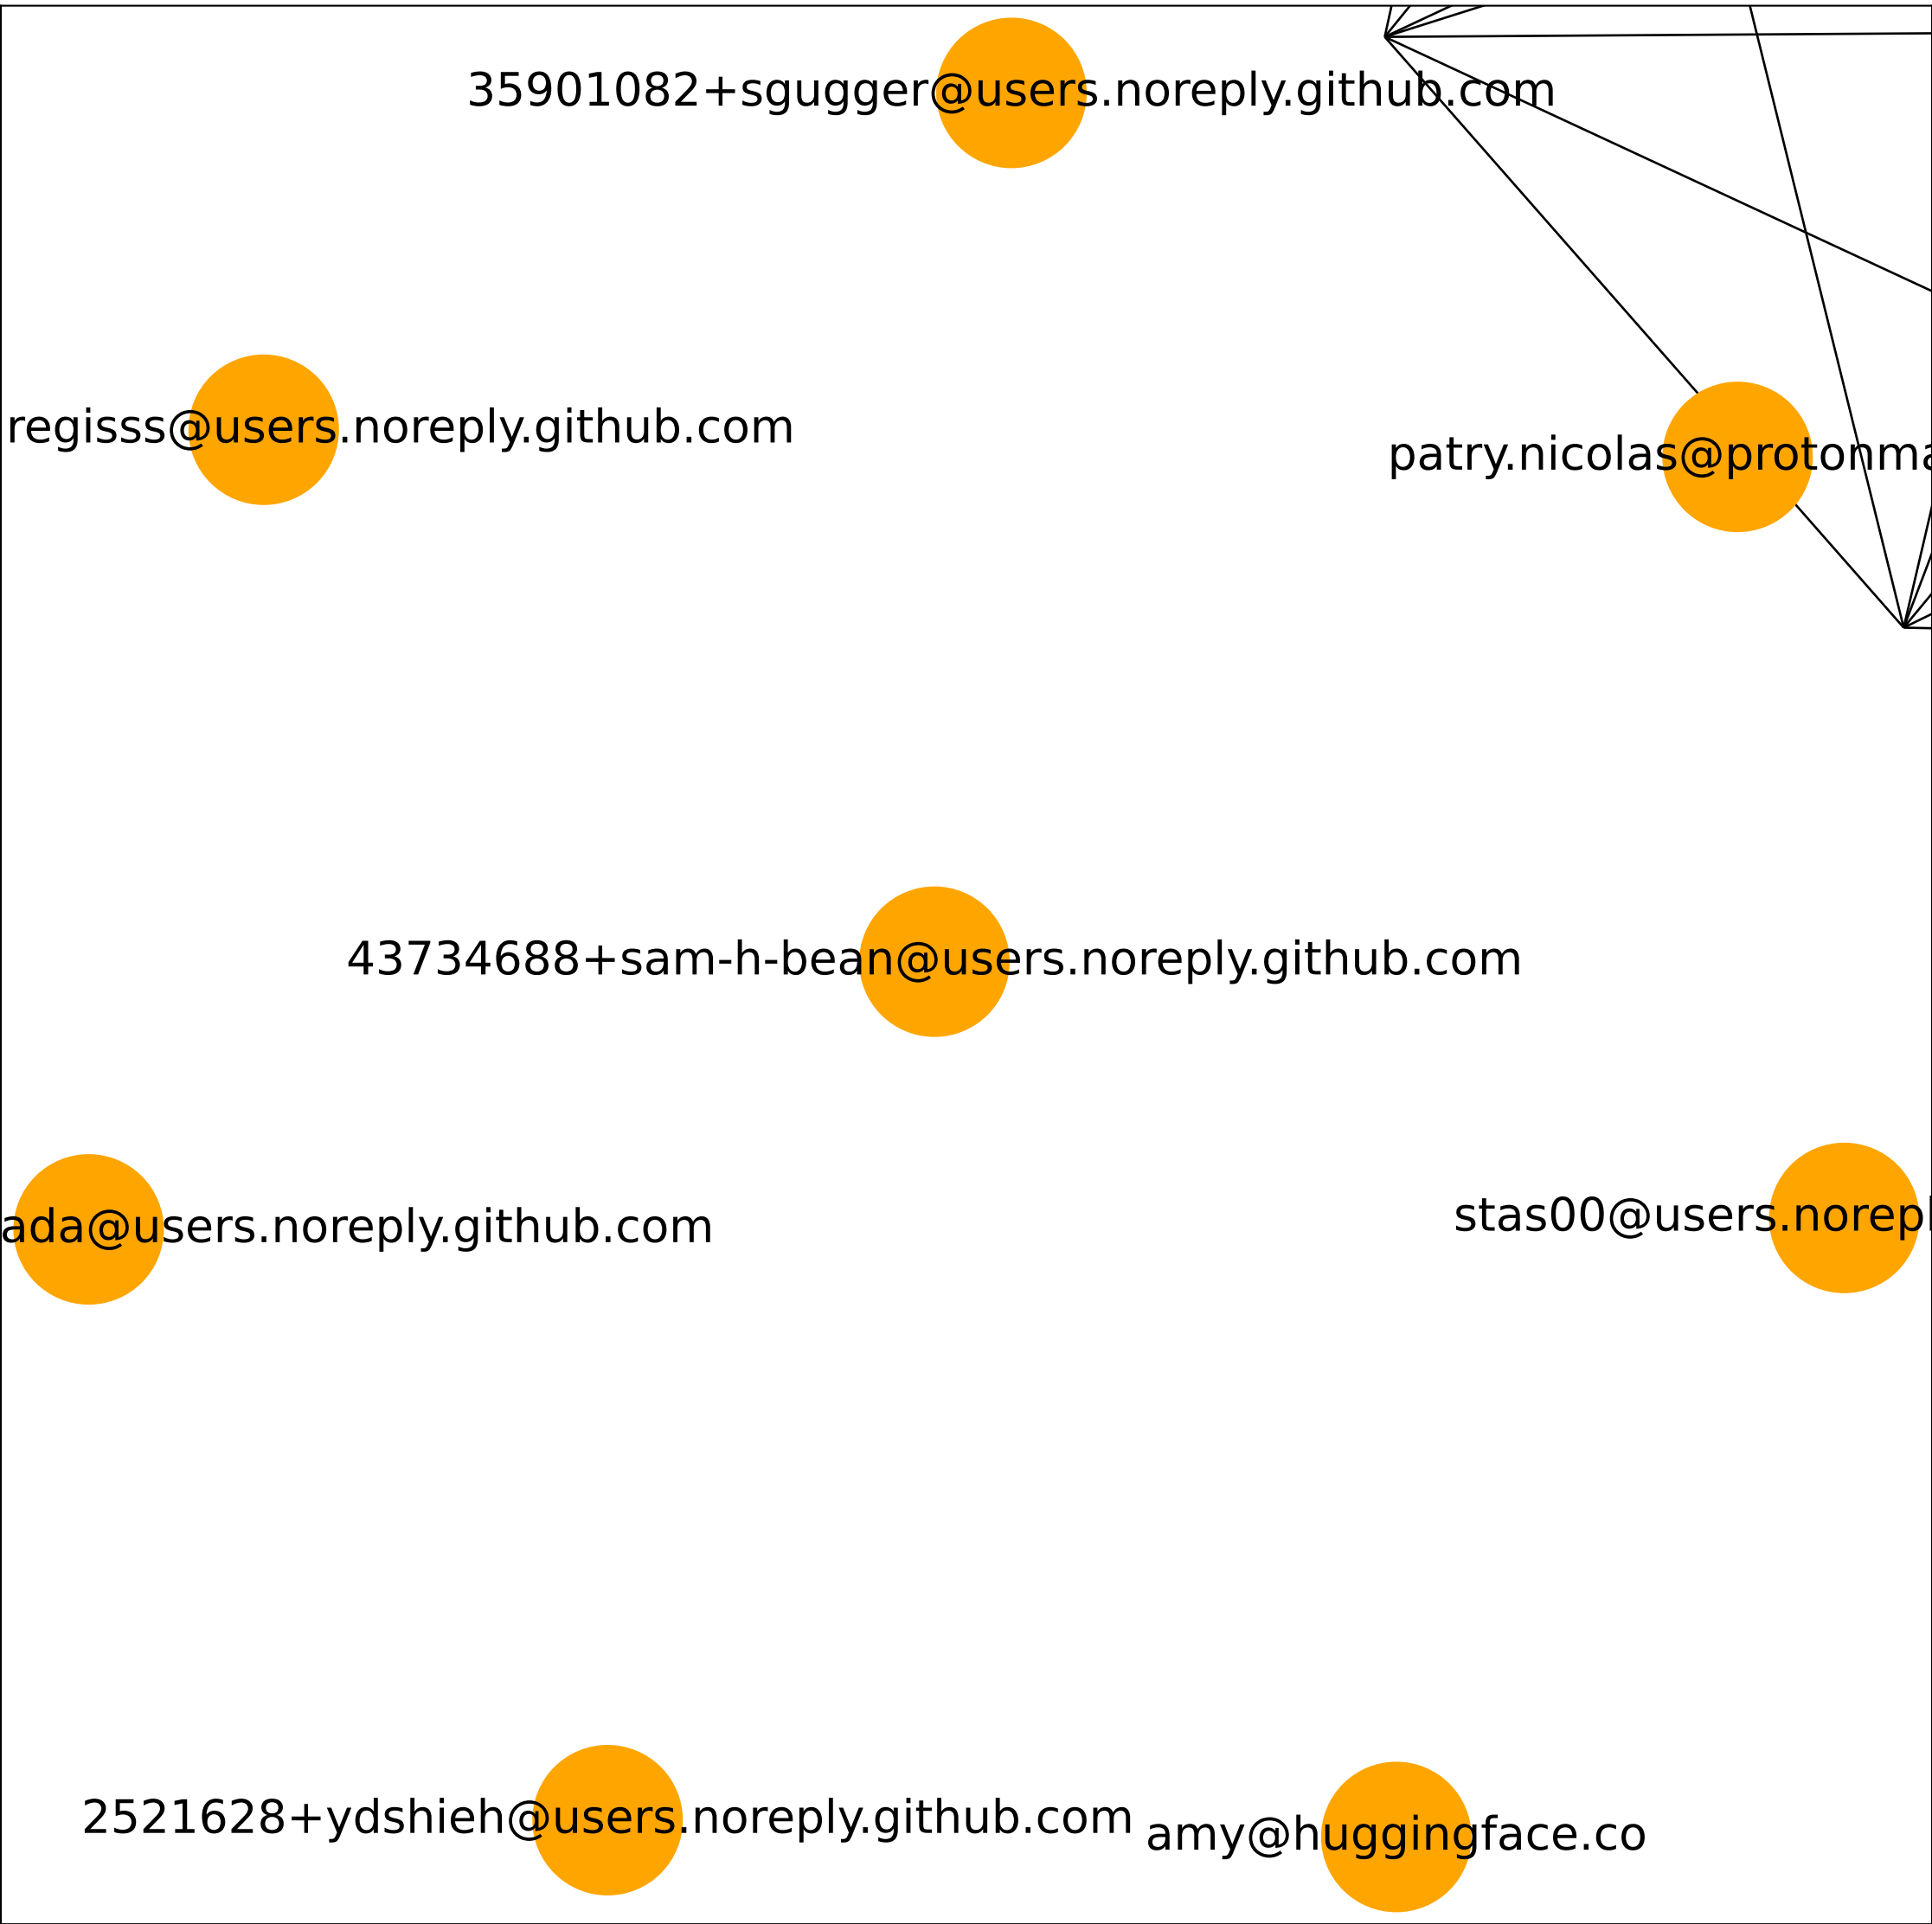 35901082+sgugger@users.noreply.github.com
regisss@users.noreply.github.com
patry.nicolas@protonma
43734688+sam-h-bean@users.noreply.github.com
stas00@users.norepl
ada@users.noreply.github.com
2521628+ydshieh@users.noreply.github.com
amy@huggingface.co